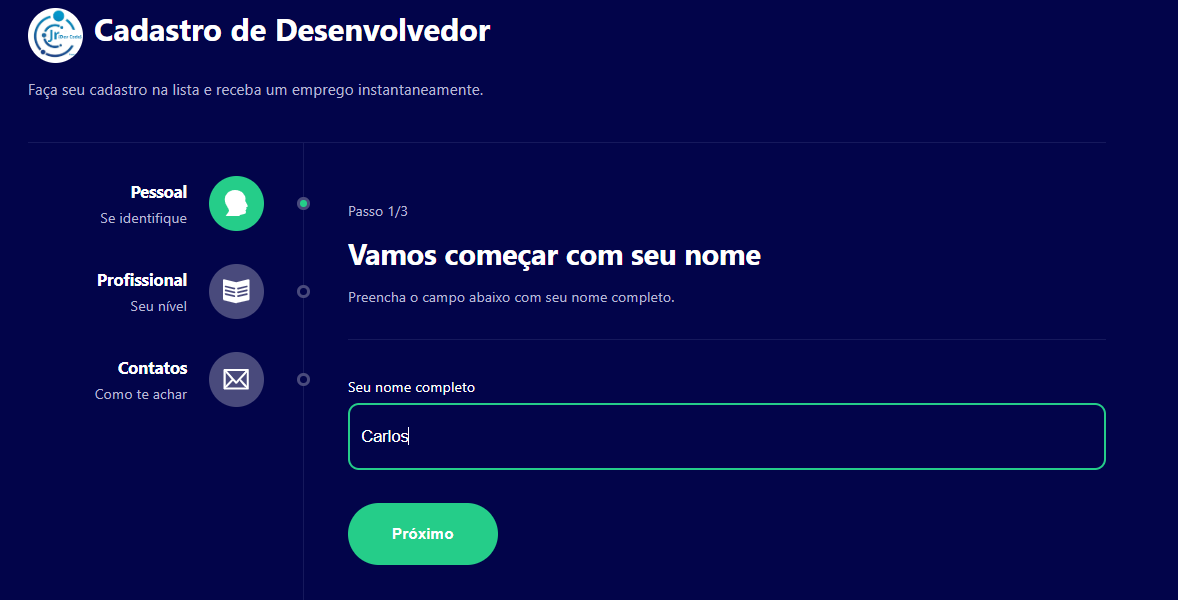 Cadastro de Desenvolvedor
Faça seu cadastro na lista e receba um emprego instantaneamente.
Pessoal
Se identifique
Profissional
Seu nível
Contatos
Como te achar
Passo 1/3
Vamos começar com seu nome
Preencha o campo abaixo com seu nome completo.
Seu nome completo
Carlos
Próximo